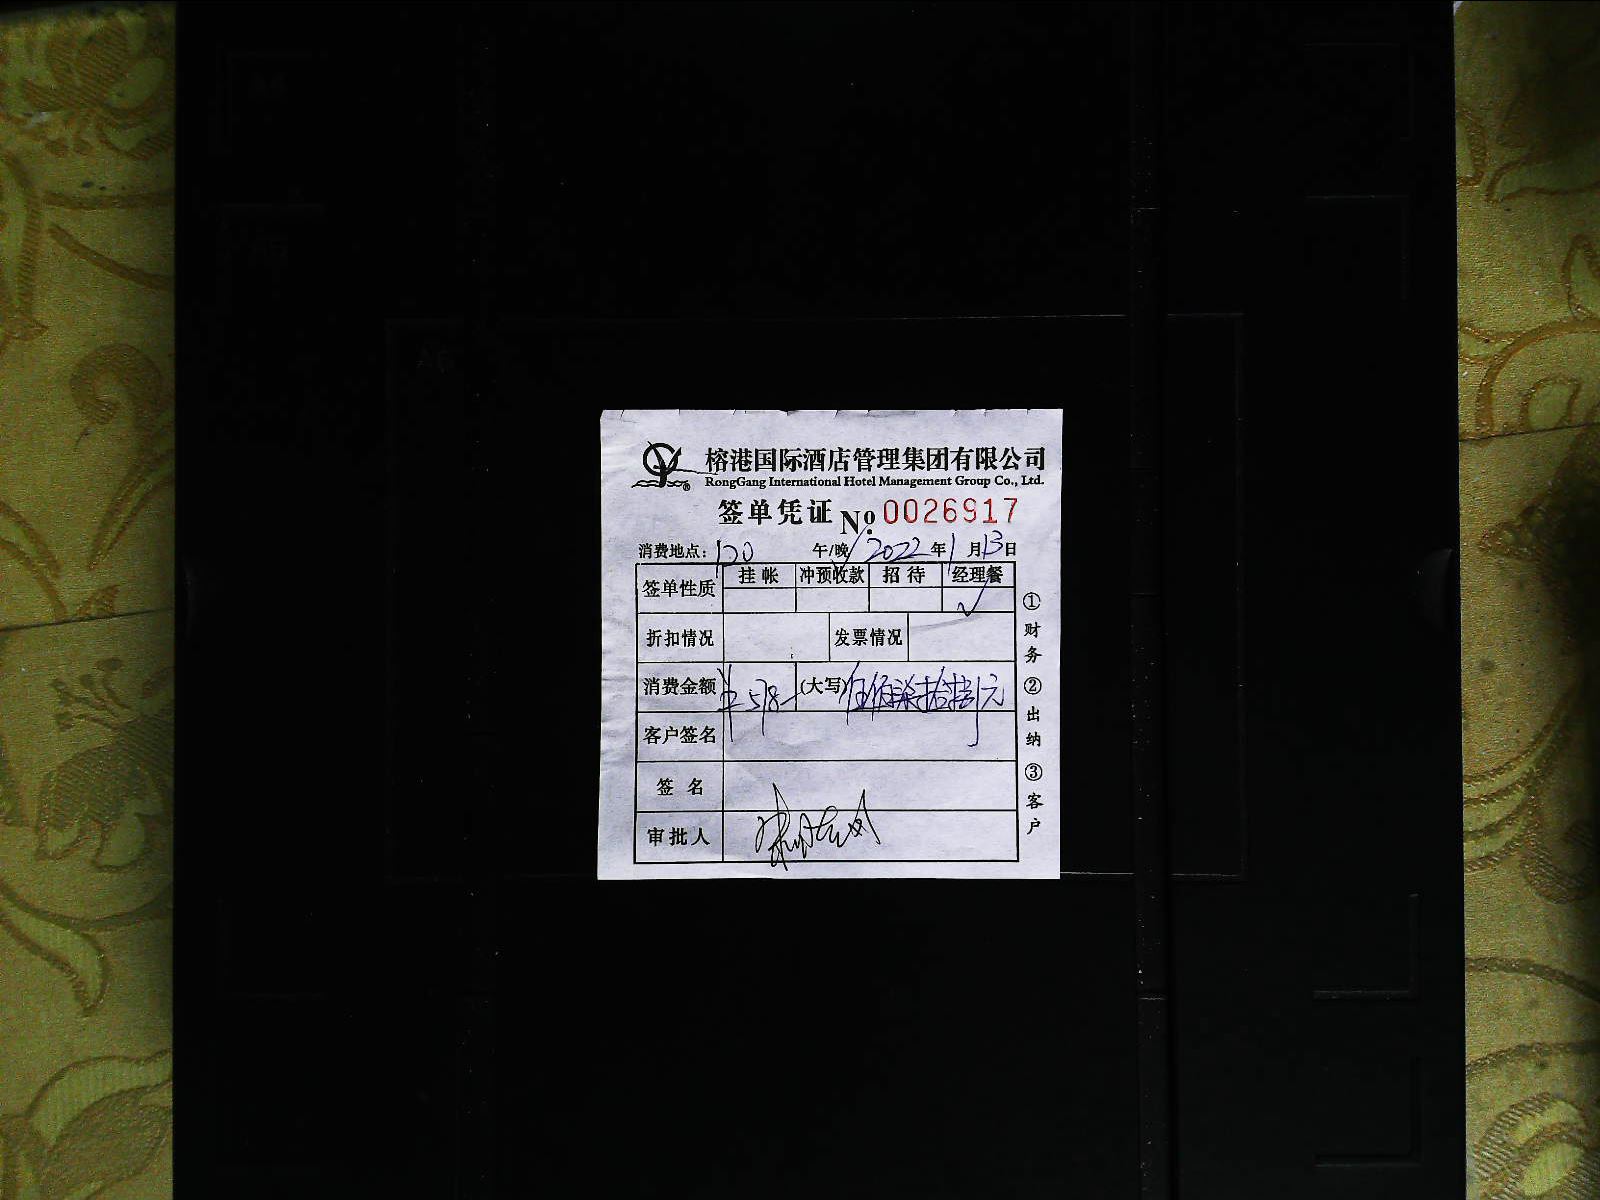 榕港国际酒店管理集团有限公司
RongGang International Hotel Management Group Co., Ltd.
签单凭证 № 0026917
消费地点: 120 午/晚 ✓ 2022 年 1 月 13 日
签单性质 挂帐 冲预收款 招待 经理餐
✓
折扣情况 发票情况
消费金额 ¥578- (大写) 伍佰柒拾捌元
客户签名
签名
审批人
①财务 ②出纳 ③客户
A6